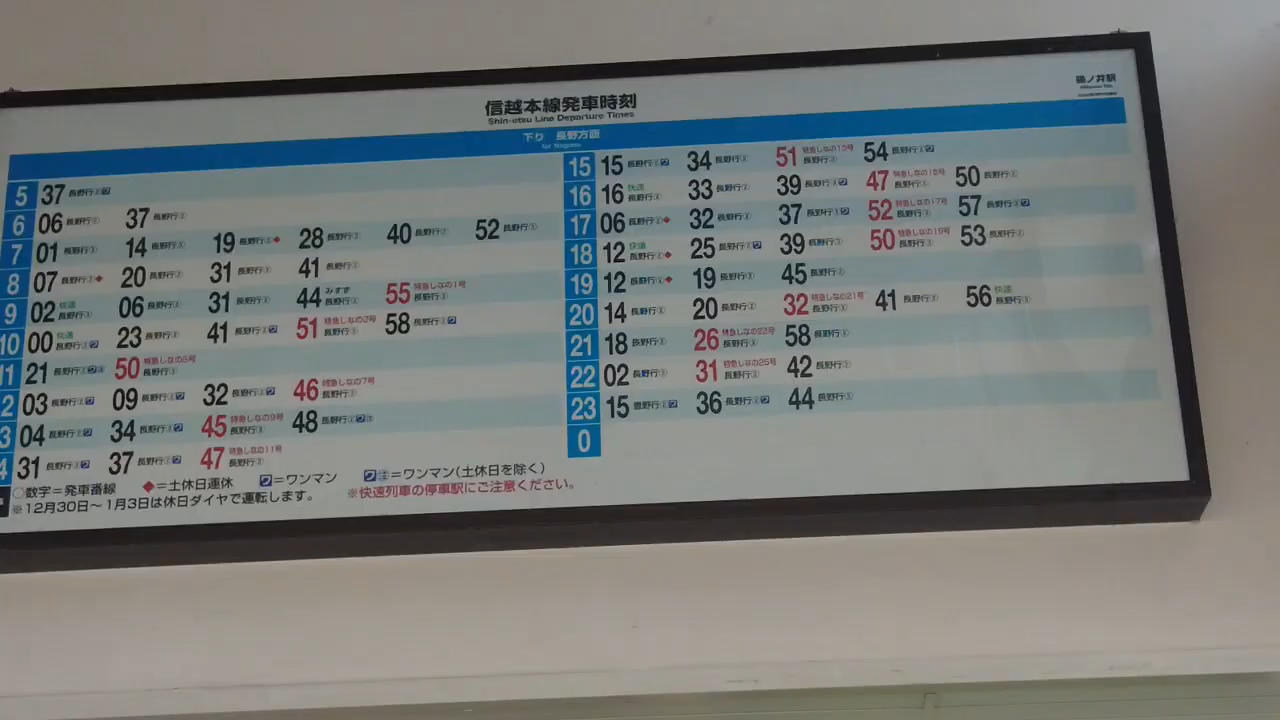 信越本線発車時刻
Shin-etsu Line Departure Times
下り 長野方面
for Nagano
5 37 長野行
6 06 長野行 37 長野行
7 01 長野行 14 長野行 19 長野行◆ 28 長野行 40 長野行 52 長野行
8 07 長野行◆ 20 長野行 31 長野行 41 長野行
9 02 快速 長野行 06 長野行 31 長野行 44 みすず 長野行 55 特急しなの1号 長野行
10 00 快速 長野行 23 長野行 41 長野行 51 特急しなの3号 長野行 58 長野行
11 21 長野行 50 特急しなの5号 長野行
2 03 長野行 09 長野行 32 長野行 46 特急しなの7号 長野行
3 04 長野行 34 長野行 45 特急しなの9号 長野行 48 長野行
4 31 長野行 37 長野行 47 特急しなの11号 長野行
○数字=発車番線 ◆=土休日運休 ワ=ワンマン ワ=ワンマン(土休日を除く)
※12月30日~1月3日は休日ダイヤで運転します。 ※快速列車の停車駅にご注意ください。
15 15 長野行 34 長野行 51 特急しなの13号 長野行 54 長野行
16 16 快速 長野行 33 長野行 39 長野行 47 特急しなの15号 長野行 50 長野行
17 06 長野行◆ 32 長野行 37 長野行 52 特急しなの17号 長野行 57 長野行
18 12 快速 長野行◆ 25 長野行 39 長野行 50 特急しなの19号 長野行 53 長野行
19 12 長野行◆ 19 長野行 45 長野行
20 14 長野行 20 長野行 32 特急しなの21号 長野行 41 長野行 56 快速 長野行
21 18 長野行 26 特急しなの23号 長野行 58 長野行
22 02 長野行 31 特急しなの25号 長野行 42 長野行
23 15 豊野行 36 長野行 44 長野行
0
篠ノ井駅